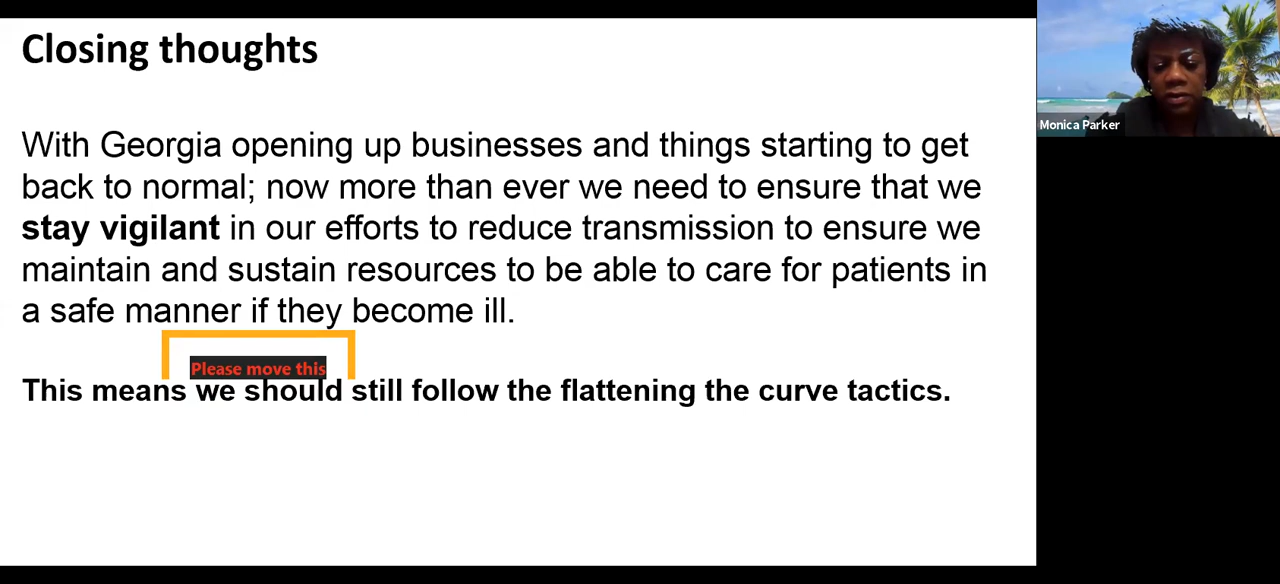 Closing thoughts
Monica Parker
With Georgia opening up businesses and things starting to get
back to normal; now more than ever we need to ensure that we
stay vigilant in our efforts to reduce transmission to ensure we
maintain and sustain resources to be able to care for patients in
a safe manner if they become ill.
Please move this
This means we should still follow the flattening the curve tactics.